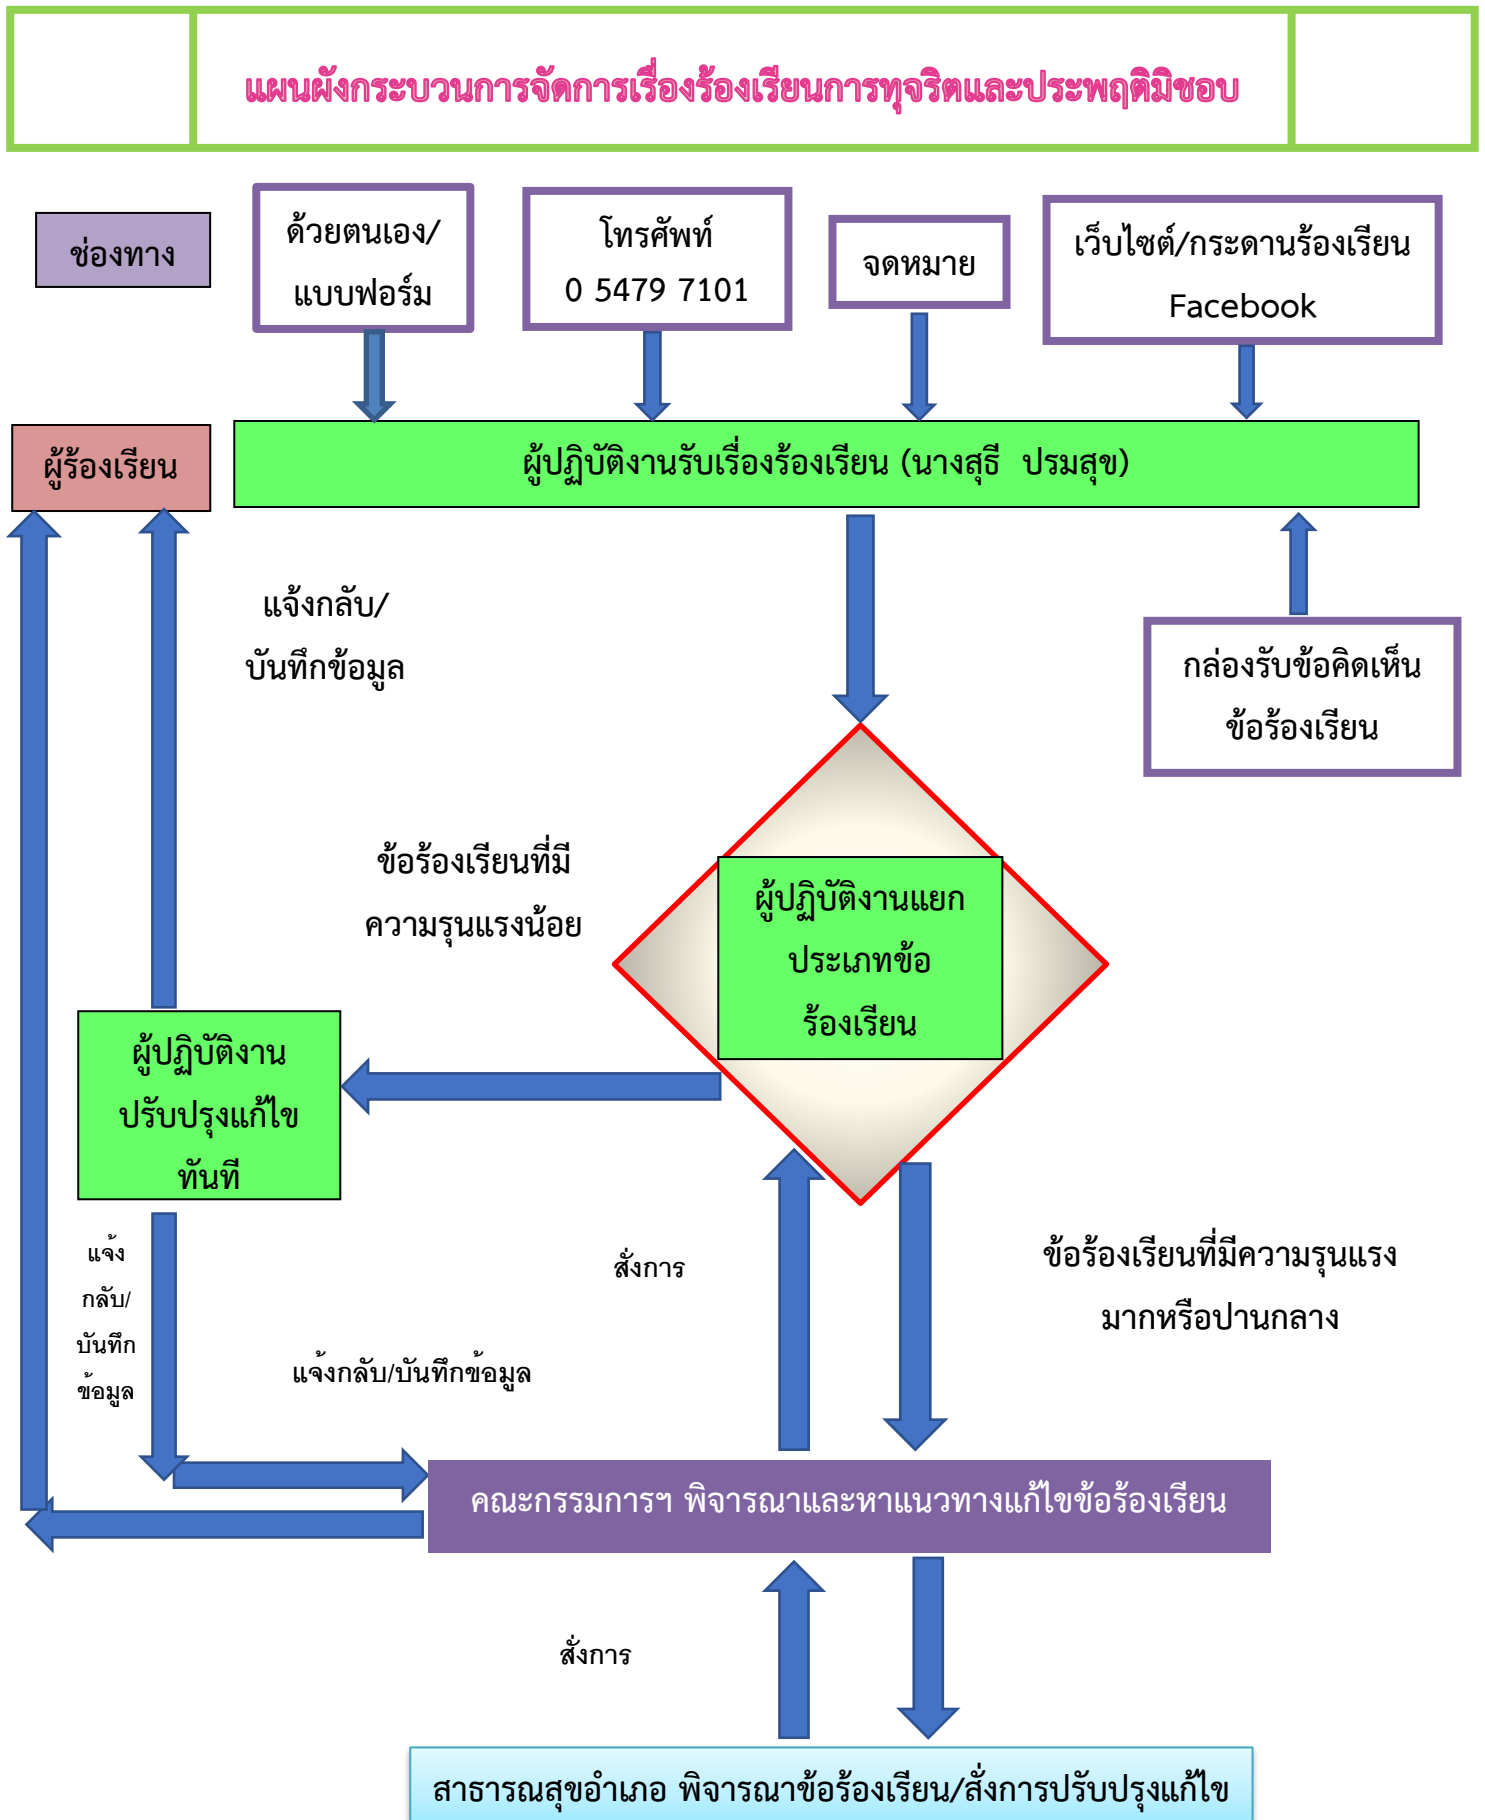 แผนผังกระบวนการจัดการเรื่องร้องเรียนการทุจริตและประพฤติมิชอบ
ช่องทาง
ด้วยตนเอง/
แบบฟอร์ม
โทรศัพท์
0 5479 7101
จดหมาย
เว็บไซต์/กระดานร้องเรียน
Facebook
ผู้ร้องเรียน
ผู้ปฏิบัติงานรับเรื่องร้องเรียน (นางสุธี ปรมสุข)
แจ้งกลับ/
บันทึกข้อมูล
กล่องรับข้อคิดเห็น
ข้อร้องเรียน
ข้อร้องเรียนที่มี
ความรุนแรงน้อย
ผู้ปฏิบัติงานแยก
ประเภทข้อ
ร้องเรียน
ผู้ปฏิบัติงาน
ปรับปรุงแก้ไข
ทันที
แจ้ง
กลับ/
บันทึก
ข้อมูล
สั่งการ
ข้อร้องเรียนที่มีความรุนแรง
มากหรือปานกลาง
แจ้งกลับ/บันทึกข้อมูล
คณะกรรมการฯ พิจารณาและหาแนวทางแก้ไขข้อร้องเรียน
สั่งการ
สาธารณสุขอำเภอ พิจารณาข้อร้องเรียน/สั่งการปรับปรุงแก้ไข